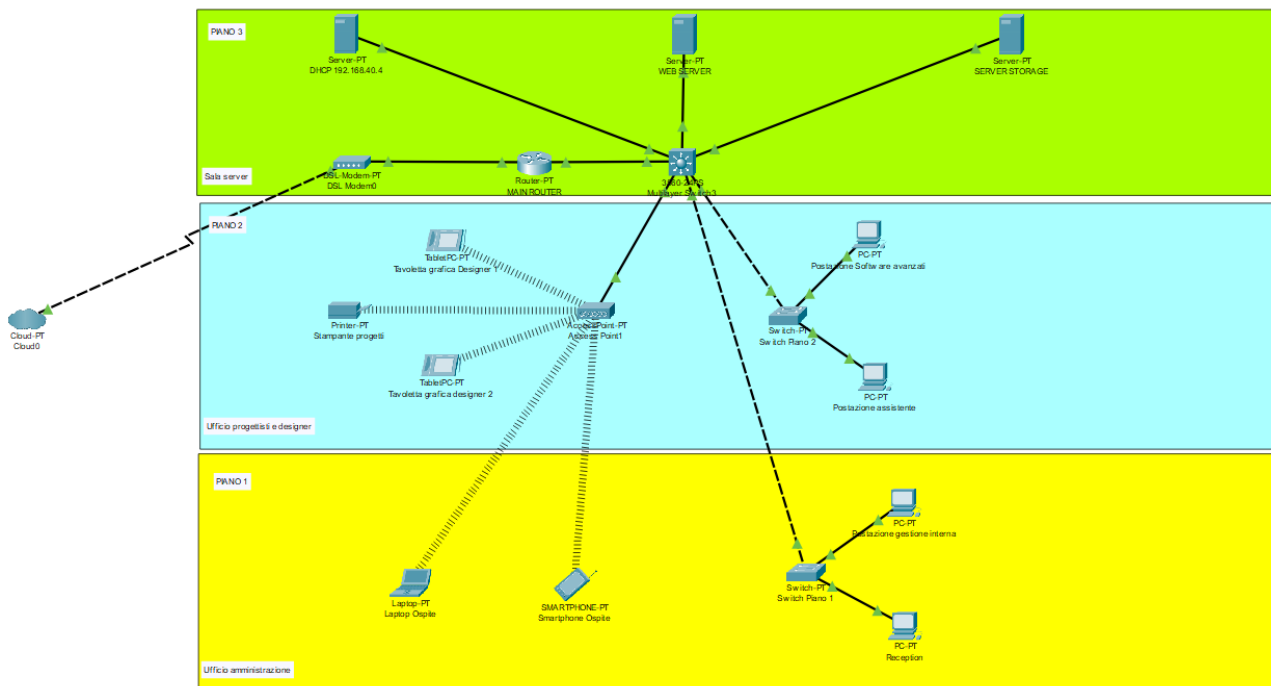 PIANO 3
Server-PT
DHCP 192.168.40.4
Server-PT
WEB SERVER
Server-PT
SERVER STORAGE
Sala server
DSL-Modem-PT
DSL Modem0
Router-PT
MAIN ROUTER
Multilayer Switch3
PIANO 2
TabletPC-PT
Tavoletta grafica Designer 1
PC-PT
Postazione Software avanzati
Cloud-PT
Cloud0
Printer-PT
Stampante progetti
AccessPoint-PT
Access Point1
Switch-PT
Switch Piano 2
TabletPC-PT
Tavoletta grafica designer 2
PC-PT
Postazione assistente
Ufficio progettisti e designer
PIANO 1
PC-PT
Postazione gestione interna
Laptop-PT
Laptop Ospite
SMARTPHONE-PT
Smartphone Ospite
Switch-PT
Switch Piano 1
PC-PT
Reception
Ufficio amministrazione